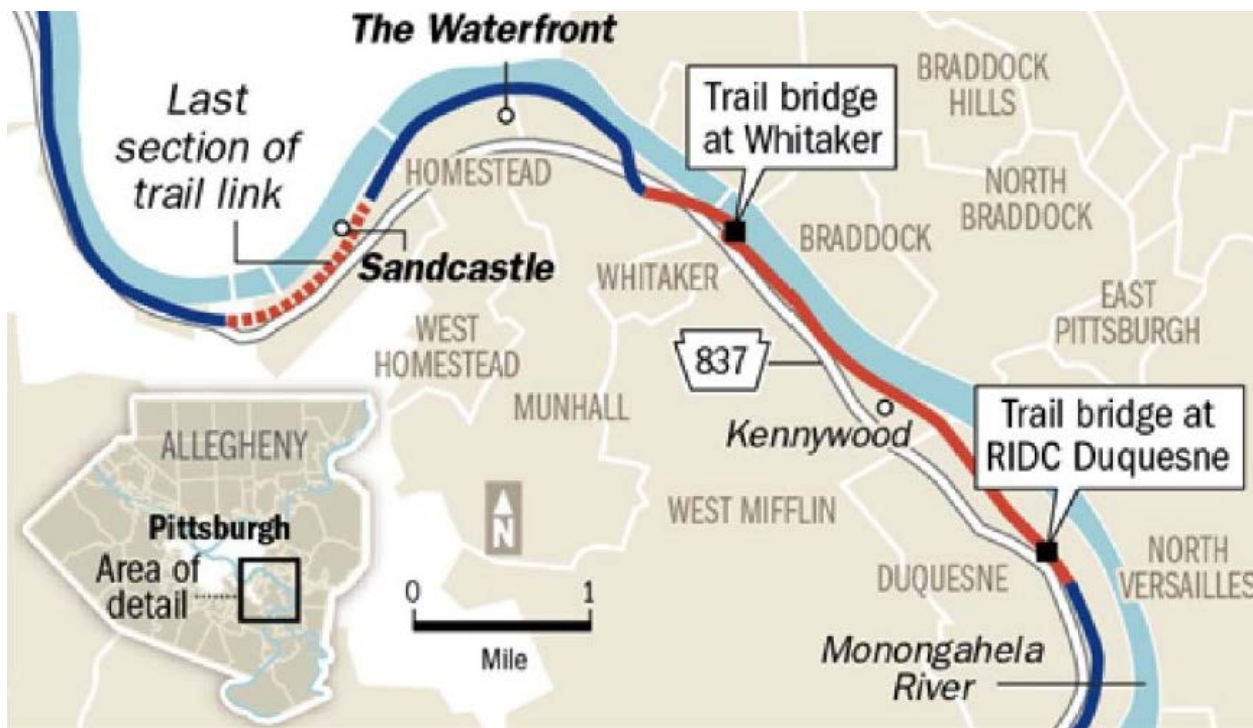 The Waterfront
Last
section of
trail link
Trail bridge
at Whitaker
BRADDOCK
HILLS
HOMESTEAD
NORTH
BRADDOCK
BRADDOCK
Sandcastle
WHITAKER
EAST
PITTSBURGH
WEST
HOMESTEAD
837
MUNHALL
Kennywood
Trail bridge at
RIDC Duquesne
ALLEGHENY
Pittsburgh
Area of
detail
N
WEST MIFFLIN
DUQUESNE
NORTH
VERSAILLES
0 1
Mile
Monongahela
River